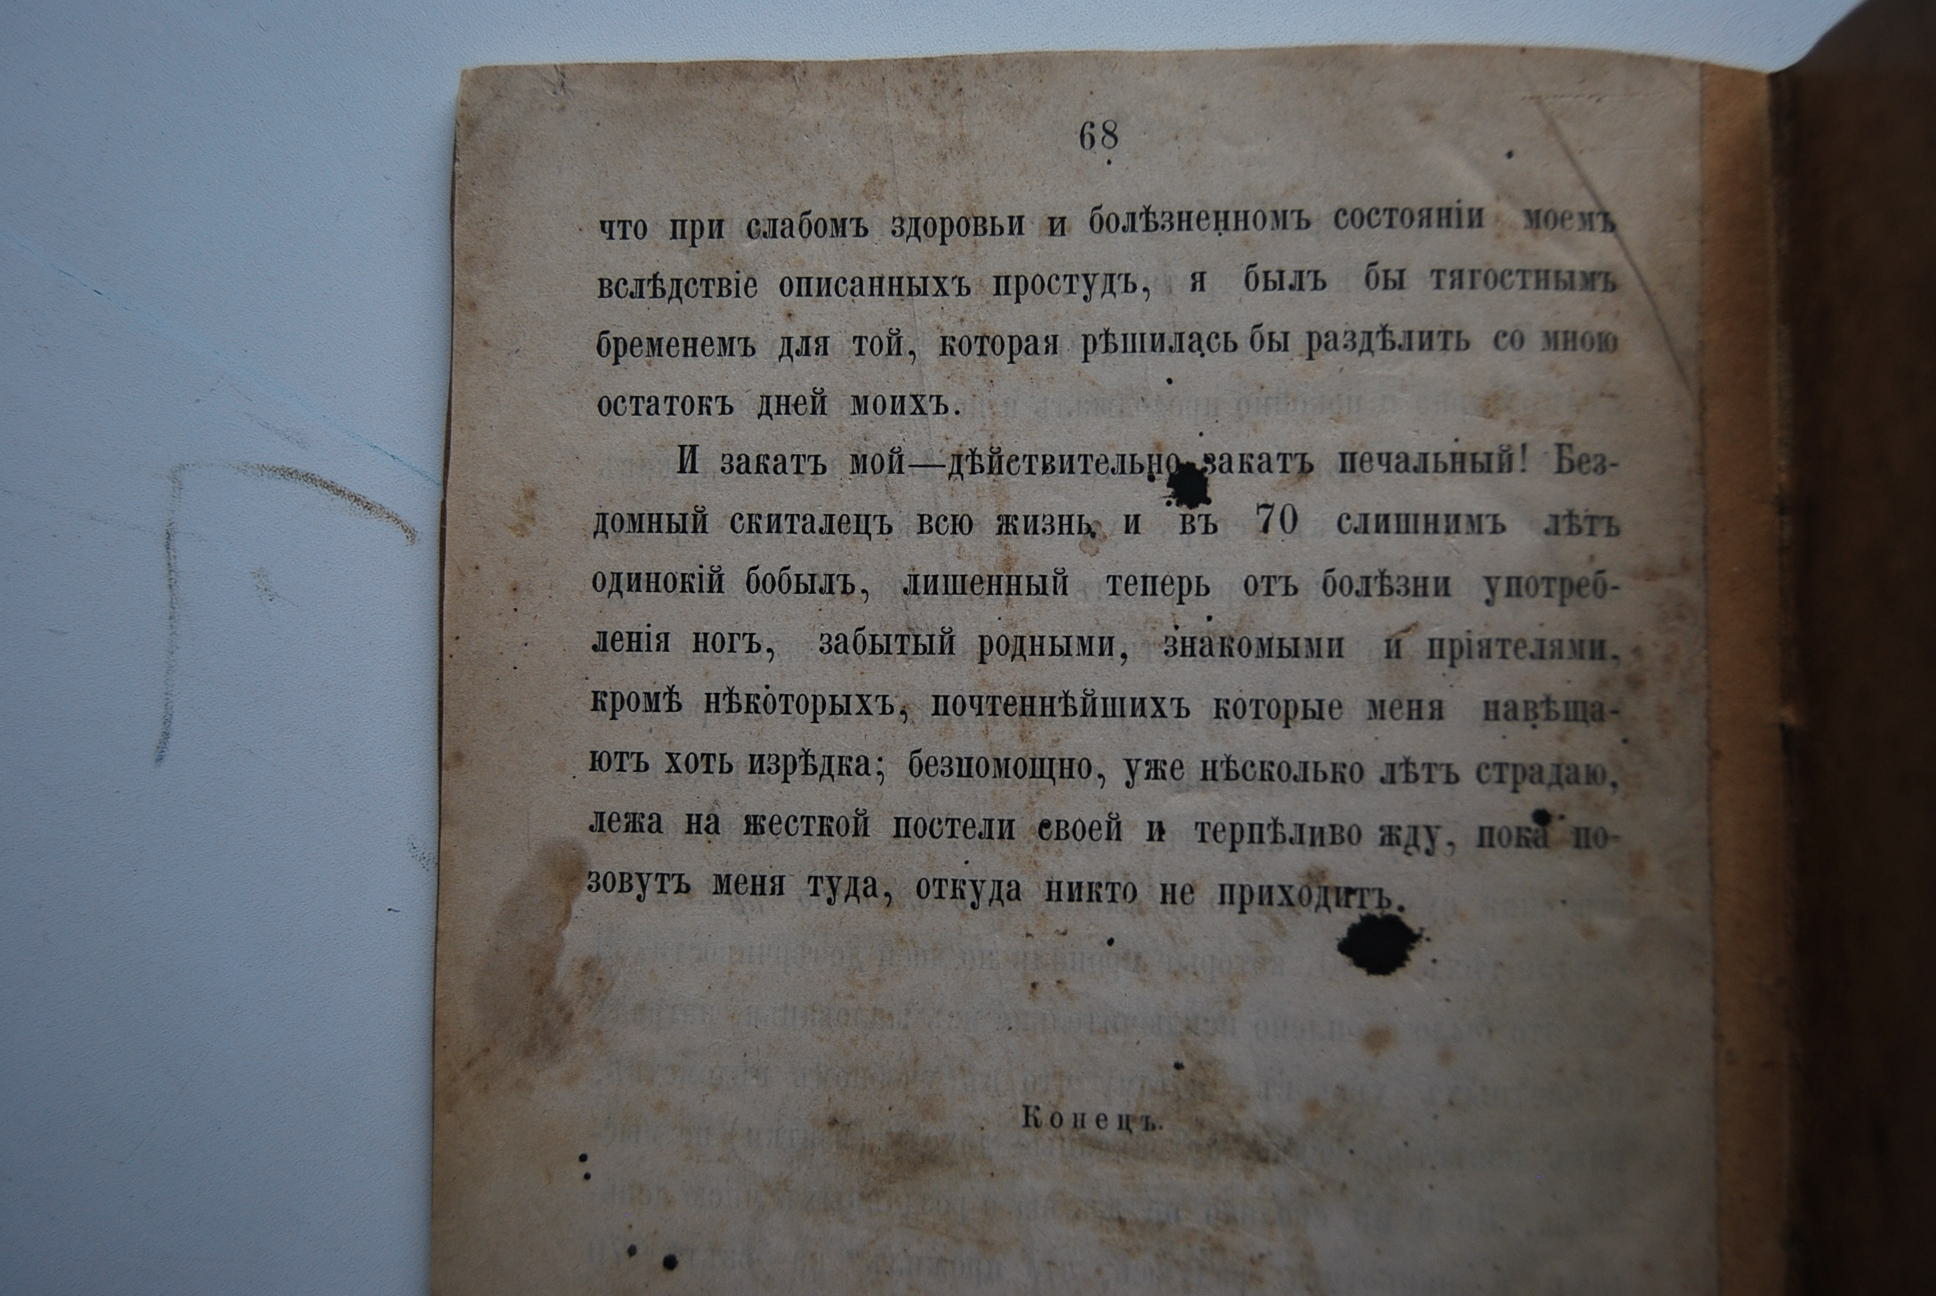 68
что при слабомъ здоровьи и болѣзненномъ состояніи моемъ
вслѣдствіе описанныхъ простудъ, я былъ бы тягостнымъ
бременемъ для той, которая рѣшилась бы раздѣлить со мною
остатокъ дней моихъ.
И закатъ мой—дѣйствительно закатъ печальный! Без-
домный скиталецъ всю жизнь, и въ 70 слишнимъ лѣтъ
одинокій бобыль, лишенный теперь отъ болѣзни употреб-
ленія ногъ, забытый родными, знакомыми и пріятелями,
кромѣ нѣкоторыхъ, почтеннѣйшихъ которые меня навѣща-
ютъ хоть изрѣдка; безпомощно, уже нѣсколько лѣтъ страдаю,
лежа на жесткой постели своей и терпѣливо жду, пока по-
зовутъ меня туда, откуда никто не приходитъ.
Конецъ.